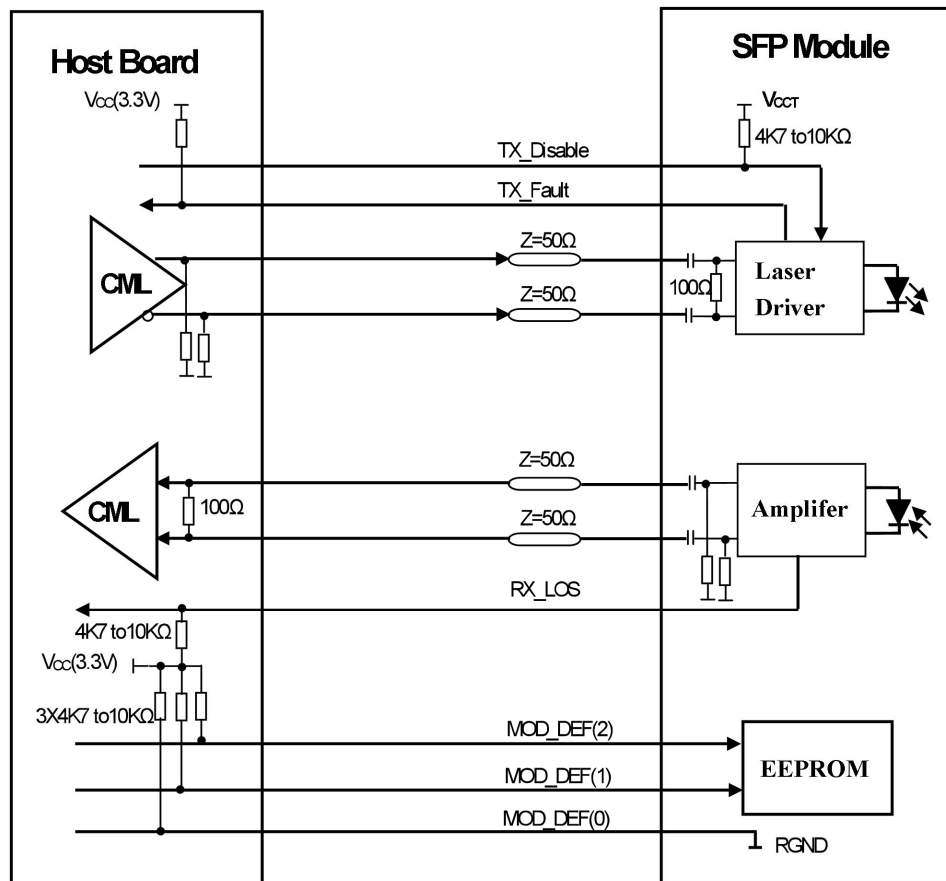 Host Board
SFP Module
Vcc(3.3V)
VCCT
4K7 to10KΩ
TX_Disable
TX_Fault
Z=50Ω
CML
100Ω
Laser
Driver
Z=50Ω
Z=50Ω
CML
100Ω
Amplifer
Z=50Ω
RX_LOS
4K7 to10KΩ
Vcc(3.3V)
3X4K7 to10KΩ
MOD_DEF(2)
EEPROM
MOD_DEF(1)
MOD_DEF(0)
RGND